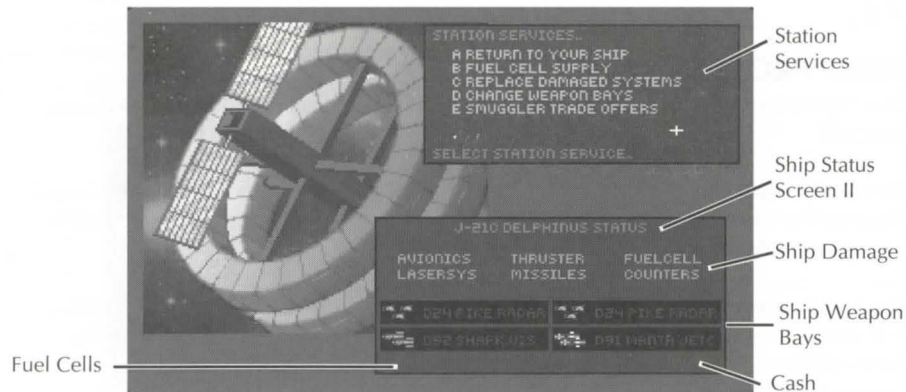 STATION SERVICES..
A RETURN TO YOUR SHIP
B FUEL CELL SUPPLY
C REPLACE DAMAGED SYSTEMS
D CHANGE WEAPON BAYS
E SMUGGLER TRADE OFFERS
SELECT STATION SERVICE..
Station
Services
Ship Status
Screen II
J-21C DELPHINUS STATUS
AVIONICS THRUSTER FUELCELL
LASERSYS MISSILES COUNTERS
Ship Damage
D24 PIKE RADAR D24 PIKE RADAR
D92 SHARK VIS D91 MANTA JETC
Ship Weapon
Bays
Fuel Cells
Cash